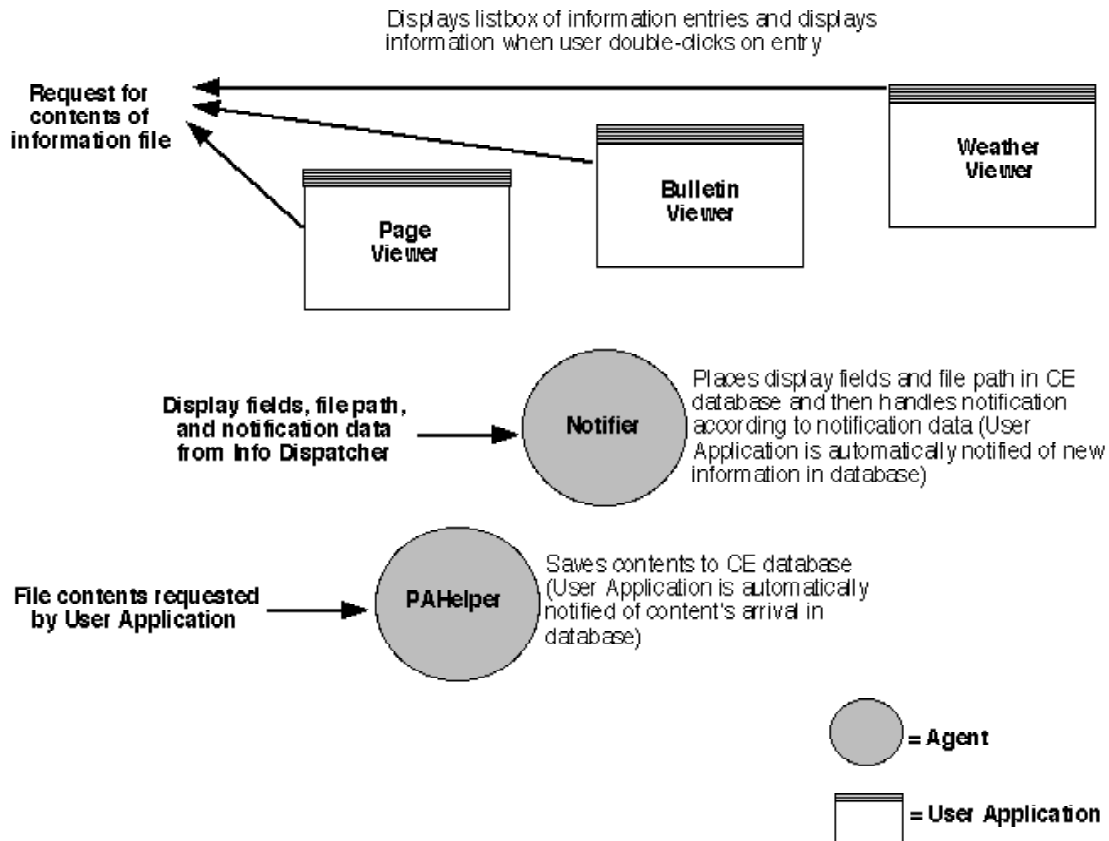 Displays listbox of information entries and displays
information when user double-clicks on entry
Request for
contents of
information file
Weather
Viewer
Bulletin
Viewer
Page
Viewer
Display fields, file path,
and notification data
from Info Dispatcher
Notifier
Places display fields and file path in CE
database and then handles notification
according to notification data (User
Application is automatically notified of new
information in database)
File contents requested
by User Application
PAHelper
Saves contents to CE database
(User Application is automatically
notified of content's arrival in
database)
= Agent
= User Application